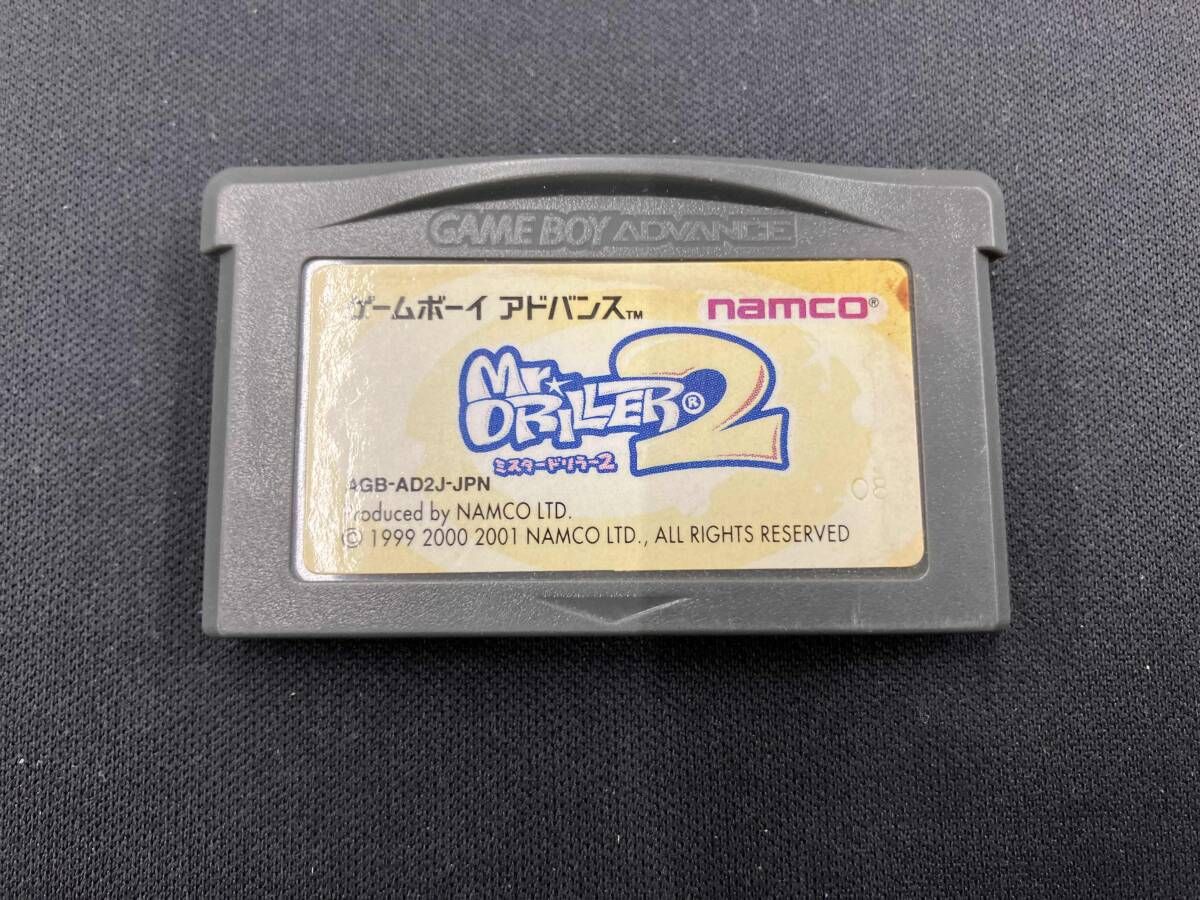 GAME BOY ADVANCE
ゲームボーイ アドバンス™ namco®
Mr. DRILLER® 2
ミスタードリラー2
AGB-AD2J-JPN
Produced by NAMCO LTD.
© 1999 2000 2001 NAMCO LTD., ALL RIGHTS RESERVED